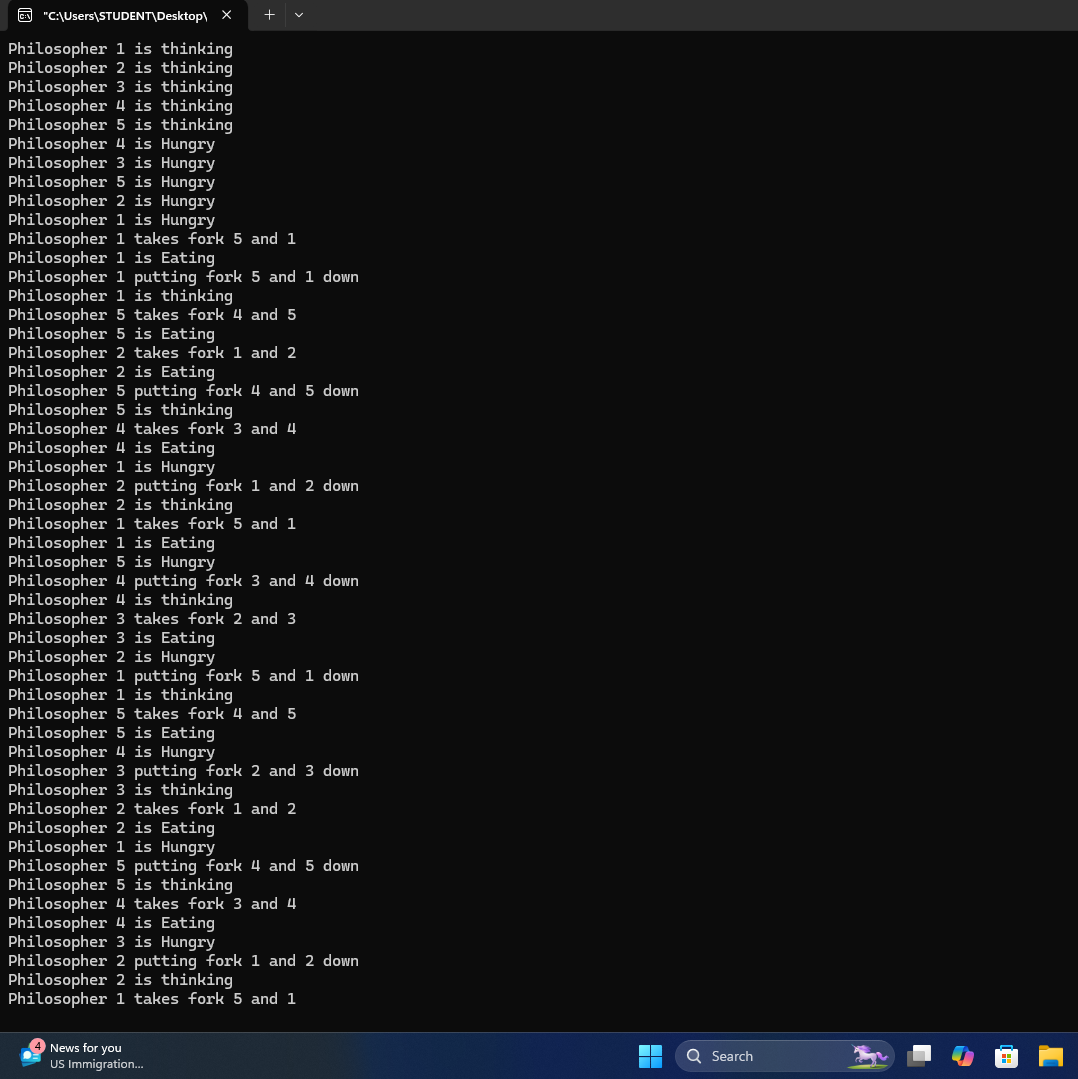 "C:\Users\STUDENT\Desktop\
Philosopher 1 is thinking
Philosopher 2 is thinking
Philosopher 3 is thinking
Philosopher 4 is thinking
Philosopher 5 is thinking
Philosopher 4 is Hungry
Philosopher 3 is Hungry
Philosopher 5 is Hungry
Philosopher 2 is Hungry
Philosopher 1 is Hungry
Philosopher 1 takes fork 5 and 1
Philosopher 1 is Eating
Philosopher 1 putting fork 5 and 1 down
Philosopher 1 is thinking
Philosopher 5 takes fork 4 and 5
Philosopher 5 is Eating
Philosopher 2 takes fork 1 and 2
Philosopher 2 is Eating
Philosopher 5 putting fork 4 and 5 down
Philosopher 5 is thinking
Philosopher 4 takes fork 3 and 4
Philosopher 4 is Eating
Philosopher 1 is Hungry
Philosopher 2 putting fork 1 and 2 down
Philosopher 2 is thinking
Philosopher 1 takes fork 5 and 1
Philosopher 1 is Eating
Philosopher 5 is Hungry
Philosopher 4 putting fork 3 and 4 down
Philosopher 4 is thinking
Philosopher 3 takes fork 2 and 3
Philosopher 3 is Eating
Philosopher 2 is Hungry
Philosopher 1 putting fork 5 and 1 down
Philosopher 1 is thinking
Philosopher 5 takes fork 4 and 5
Philosopher 5 is Eating
Philosopher 4 is Hungry
Philosopher 3 putting fork 2 and 3 down
Philosopher 3 is thinking
Philosopher 2 takes fork 1 and 2
Philosopher 2 is Eating
Philosopher 1 is Hungry
Philosopher 5 putting fork 4 and 5 down
Philosopher 5 is thinking
Philosopher 4 takes fork 3 and 4
Philosopher 4 is Eating
Philosopher 3 is Hungry
Philosopher 2 putting fork 1 and 2 down
Philosopher 2 is thinking
Philosopher 1 takes fork 5 and 1
4
News for you
US Immigration...
Search